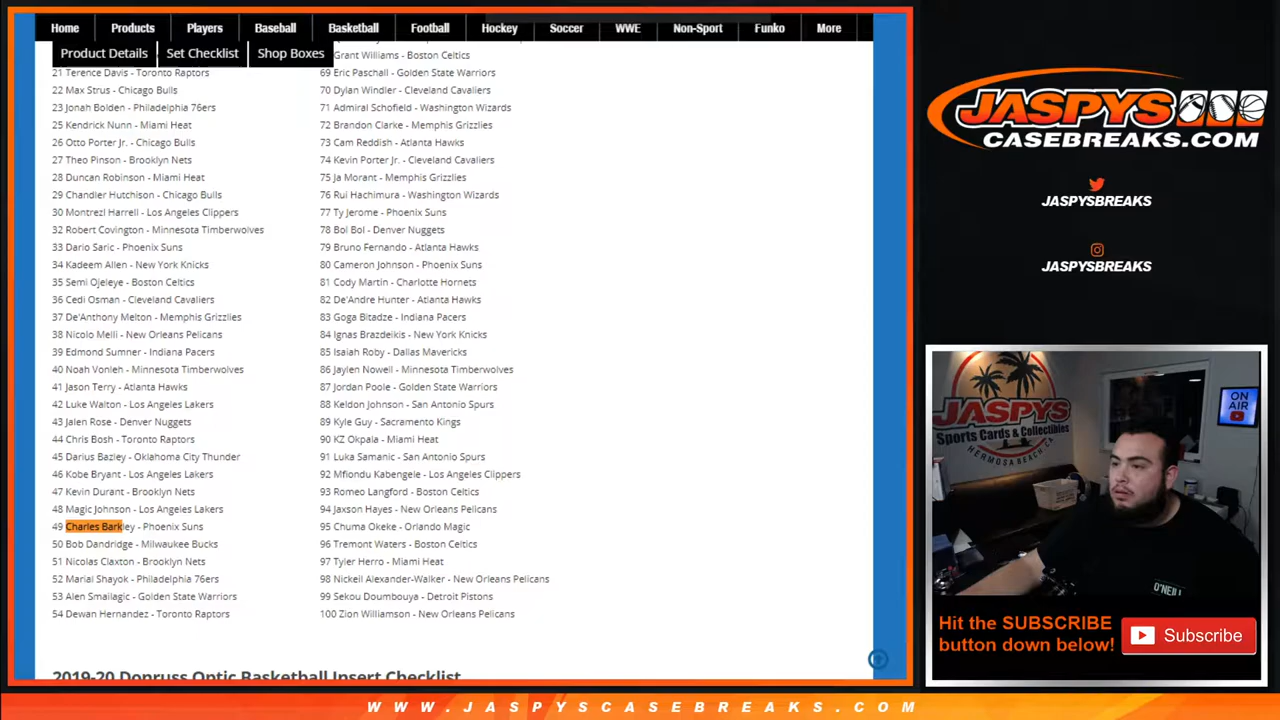 Home Products Players Baseball Basketball Football Hockey Soccer WWE Non-Sport Funko More
Product Details Set Checklist Shop Boxes
21 Terence Davis - Toronto Raptors
22 Max Strus - Chicago Bulls
23 Jonah Bolden - Philadelphia 76ers
25 Kendrick Nunn - Miami Heat
26 Otto Porter Jr. - Chicago Bulls
27 Theo Pinson - Brooklyn Nets
28 Duncan Robinson - Miami Heat
29 Chandler Hutchison - Chicago Bulls
30 Montrezl Harrell - Los Angeles Clippers
32 Robert Covington - Minnesota Timberwolves
33 Dario Saric - Phoenix Suns
34 Kadeem Allen - New York Knicks
35 Semi Ojeleye - Boston Celtics
36 Cedi Osman - Cleveland Cavaliers
37 De'Anthony Melton - Memphis Grizzlies
38 Nicolo Melli - New Orleans Pelicans
39 Edmond Sumner - Indiana Pacers
40 Noah Vonleh - Minnesota Timberwolves
41 Jason Terry - Atlanta Hawks
42 Luke Walton - Los Angeles Lakers
43 Jalen Rose - Denver Nuggets
44 Chris Bosh - Toronto Raptors
45 Darius Bazley - Oklahoma City Thunder
46 Kobe Bryant - Los Angeles Lakers
47 Kevin Durant - Brooklyn Nets
48 Magic Johnson - Los Angeles Lakers
49 Charles Barkley - Phoenix Suns
50 Bob Dandridge - Milwaukee Bucks
51 Nicolas Claxton - Brooklyn Nets
52 Marial Shayok - Philadelphia 76ers
53 Alen Smailagic - Golden State Warriors
54 Dewan Hernandez - Toronto Raptors
Grant Williams - Boston Celtics
69 Eric Paschall - Golden State Warriors
70 Dylan Windler - Cleveland Cavaliers
71 Admiral Schofield - Washington Wizards
72 Brandon Clarke - Memphis Grizzlies
73 Cam Reddish - Atlanta Hawks
74 Kevin Porter Jr. - Cleveland Cavaliers
75 Ja Morant - Memphis Grizzlies
76 Rui Hachimura - Washington Wizards
77 Ty Jerome - Phoenix Suns
78 Bol Bol - Denver Nuggets
79 Bruno Fernando - Atlanta Hawks
80 Cameron Johnson - Phoenix Suns
81 Cody Martin - Charlotte Hornets
82 De'Andre Hunter - Atlanta Hawks
83 Goga Bitadze - Indiana Pacers
84 Ignas Brazdeikis - New York Knicks
85 Isaiah Roby - Dallas Mavericks
86 Jaylen Nowell - Minnesota Timberwolves
87 Jordan Poole - Golden State Warriors
88 Keldon Johnson - San Antonio Spurs
89 Kyle Guy - Sacramento Kings
90 KZ Okpala - Miami Heat
91 Luka Samanic - San Antonio Spurs
92 Mfiondu Kabengele - Los Angeles Clippers
93 Romeo Langford - Boston Celtics
94 Jaxson Hayes - New Orleans Pelicans
95 Chuma Okeke - Orlando Magic
96 Tremont Waters - Boston Celtics
97 Tyler Herro - Miami Heat
98 Nickeil Alexander-Walker - New Orleans Pelicans
99 Sekou Doumbouya - Detroit Pistons
100 Zion Williamson - New Orleans Pelicans
2019-20 Donruss Optic Basketball Insert Checklist
JASPYS
CASEBREAKS.COM
JASPYSBREAKS
JASPYSBREAKS
JASPYS
Sports Cards & Collectibles
HERMOSA BEACH
ON
AIR
O'NEILL
Hit the SUBSCRIBE
button down below!
Subscribe
WWW.JASPYSCASEBREAKS.COM